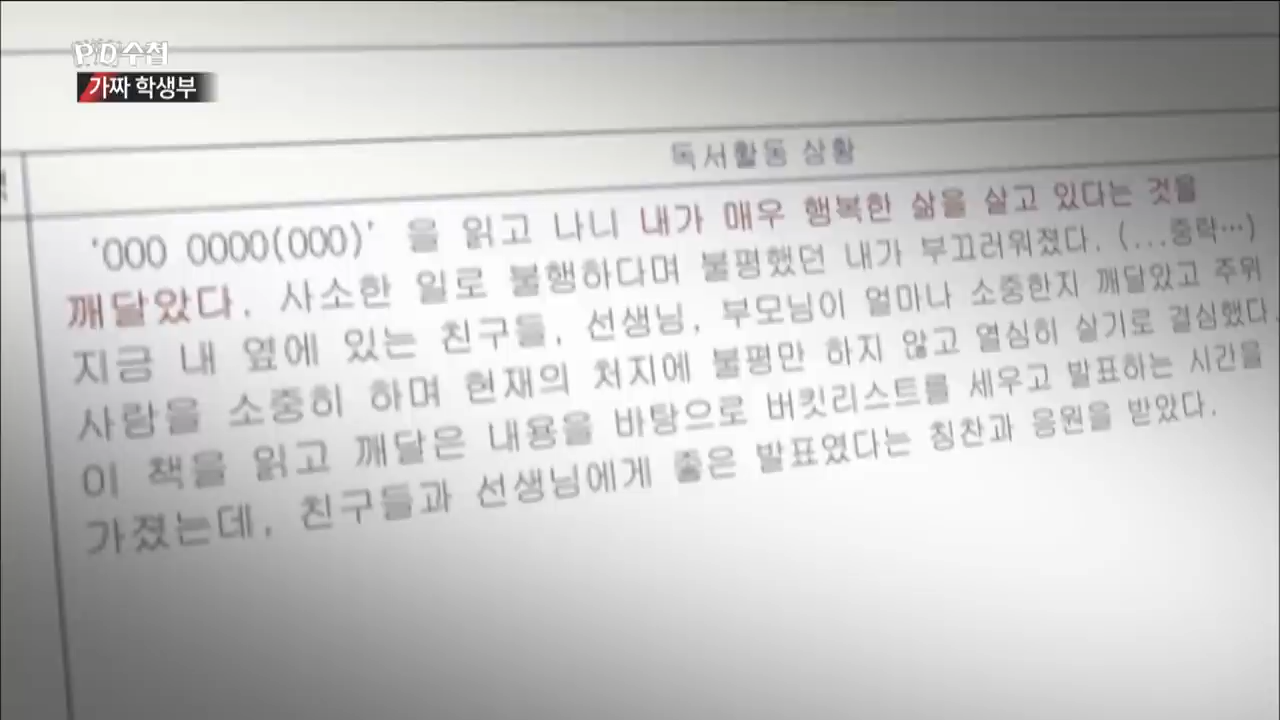 PD수첩
가짜 학생부
독서활동 상황
'000 0000(000)' 을 읽고 나니 내가 매우 행복한 삶을 살고 있다는 것을
깨달았다. 사소한 일로 불행하다며 불평했던 내가 부끄러워졌다. (...중략...)
지금 내 옆에 있는 친구들, 선생님, 부모님이 얼마나 소중한지 깨달았고 주위
사람을 소중히 하며 현재의 처지에 불평만 하지 않고 열심히 살기로 결심했다.
이 책을 읽고 깨달은 내용을 바탕으로 버킷리스트를 세우고 발표하는 시간을
가졌는데, 친구들과 선생님에게 좋은 발표였다는 칭찬과 응원을 받았다.